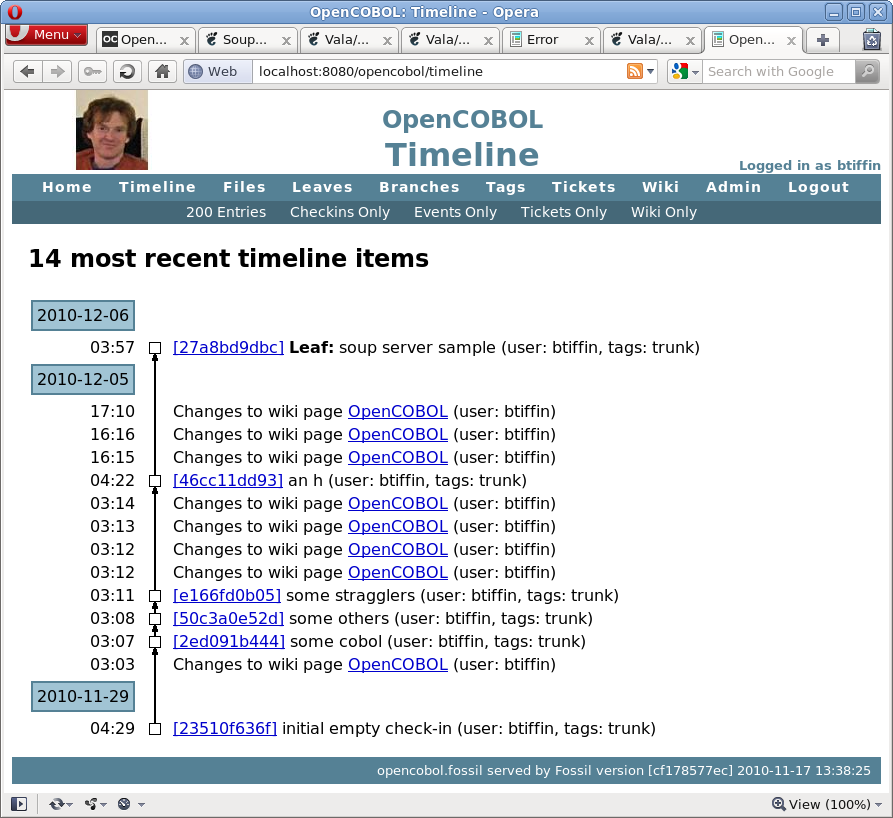 OpenCOBOL: Timeline - Opera
Menu
OC Open...
Soup...
Vala/...
Vala/...
Error
Vala/...
Open...
Web
localhost:8080/opencobol/timeline
Search with Google
OpenCOBOL
Timeline
Logged in as btiffin
Home Timeline Files Leaves Branches Tags Tickets Wiki Admin Logout
200 Entries Checkins Only Events Only Tickets Only Wiki Only
14 most recent timeline items
2010-12-06
03:57 [27a8bd9dbc] Leaf: soup server sample (user: btiffin, tags: trunk)
2010-12-05
17:10 Changes to wiki page OpenCOBOL (user: btiffin)
16:16 Changes to wiki page OpenCOBOL (user: btiffin)
16:15 Changes to wiki page OpenCOBOL (user: btiffin)
04:22 [46cc11dd93] an h (user: btiffin, tags: trunk)
03:14 Changes to wiki page OpenCOBOL (user: btiffin)
03:13 Changes to wiki page OpenCOBOL (user: btiffin)
03:12 Changes to wiki page OpenCOBOL (user: btiffin)
03:12 Changes to wiki page OpenCOBOL (user: btiffin)
03:11 [e166fd0b05] some stragglers (user: btiffin, tags: trunk)
03:08 [50c3a0e52d] some others (user: btiffin, tags: trunk)
03:07 [2ed091b444] some cobol (user: btiffin, tags: trunk)
03:03 Changes to wiki page OpenCOBOL (user: btiffin)
2010-11-29
04:29 [23510f636f] initial empty check-in (user: btiffin, tags: trunk)
opencobol.fossil served by Fossil version [cf178577ec] 2010-11-17 13:38:25
View (100%)